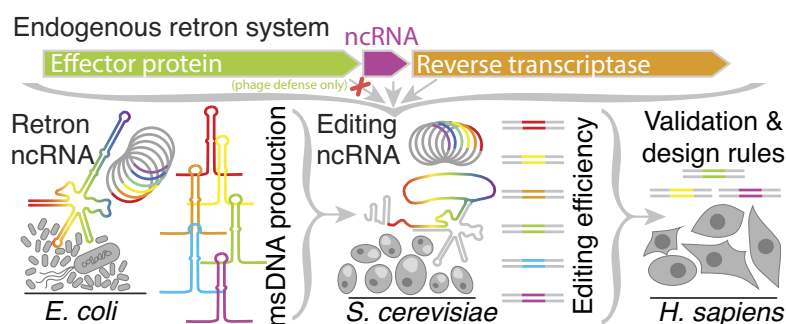 Endogenous retron system
Effector protein
ncRNA
Reverse transcriptase
(phage defense only)
Retron
ncRNA
msDNA production
E. coli
Editing
ncRNA
Editing efficiency
S. cerevisiae
Validation &
design rules
H. sapiens